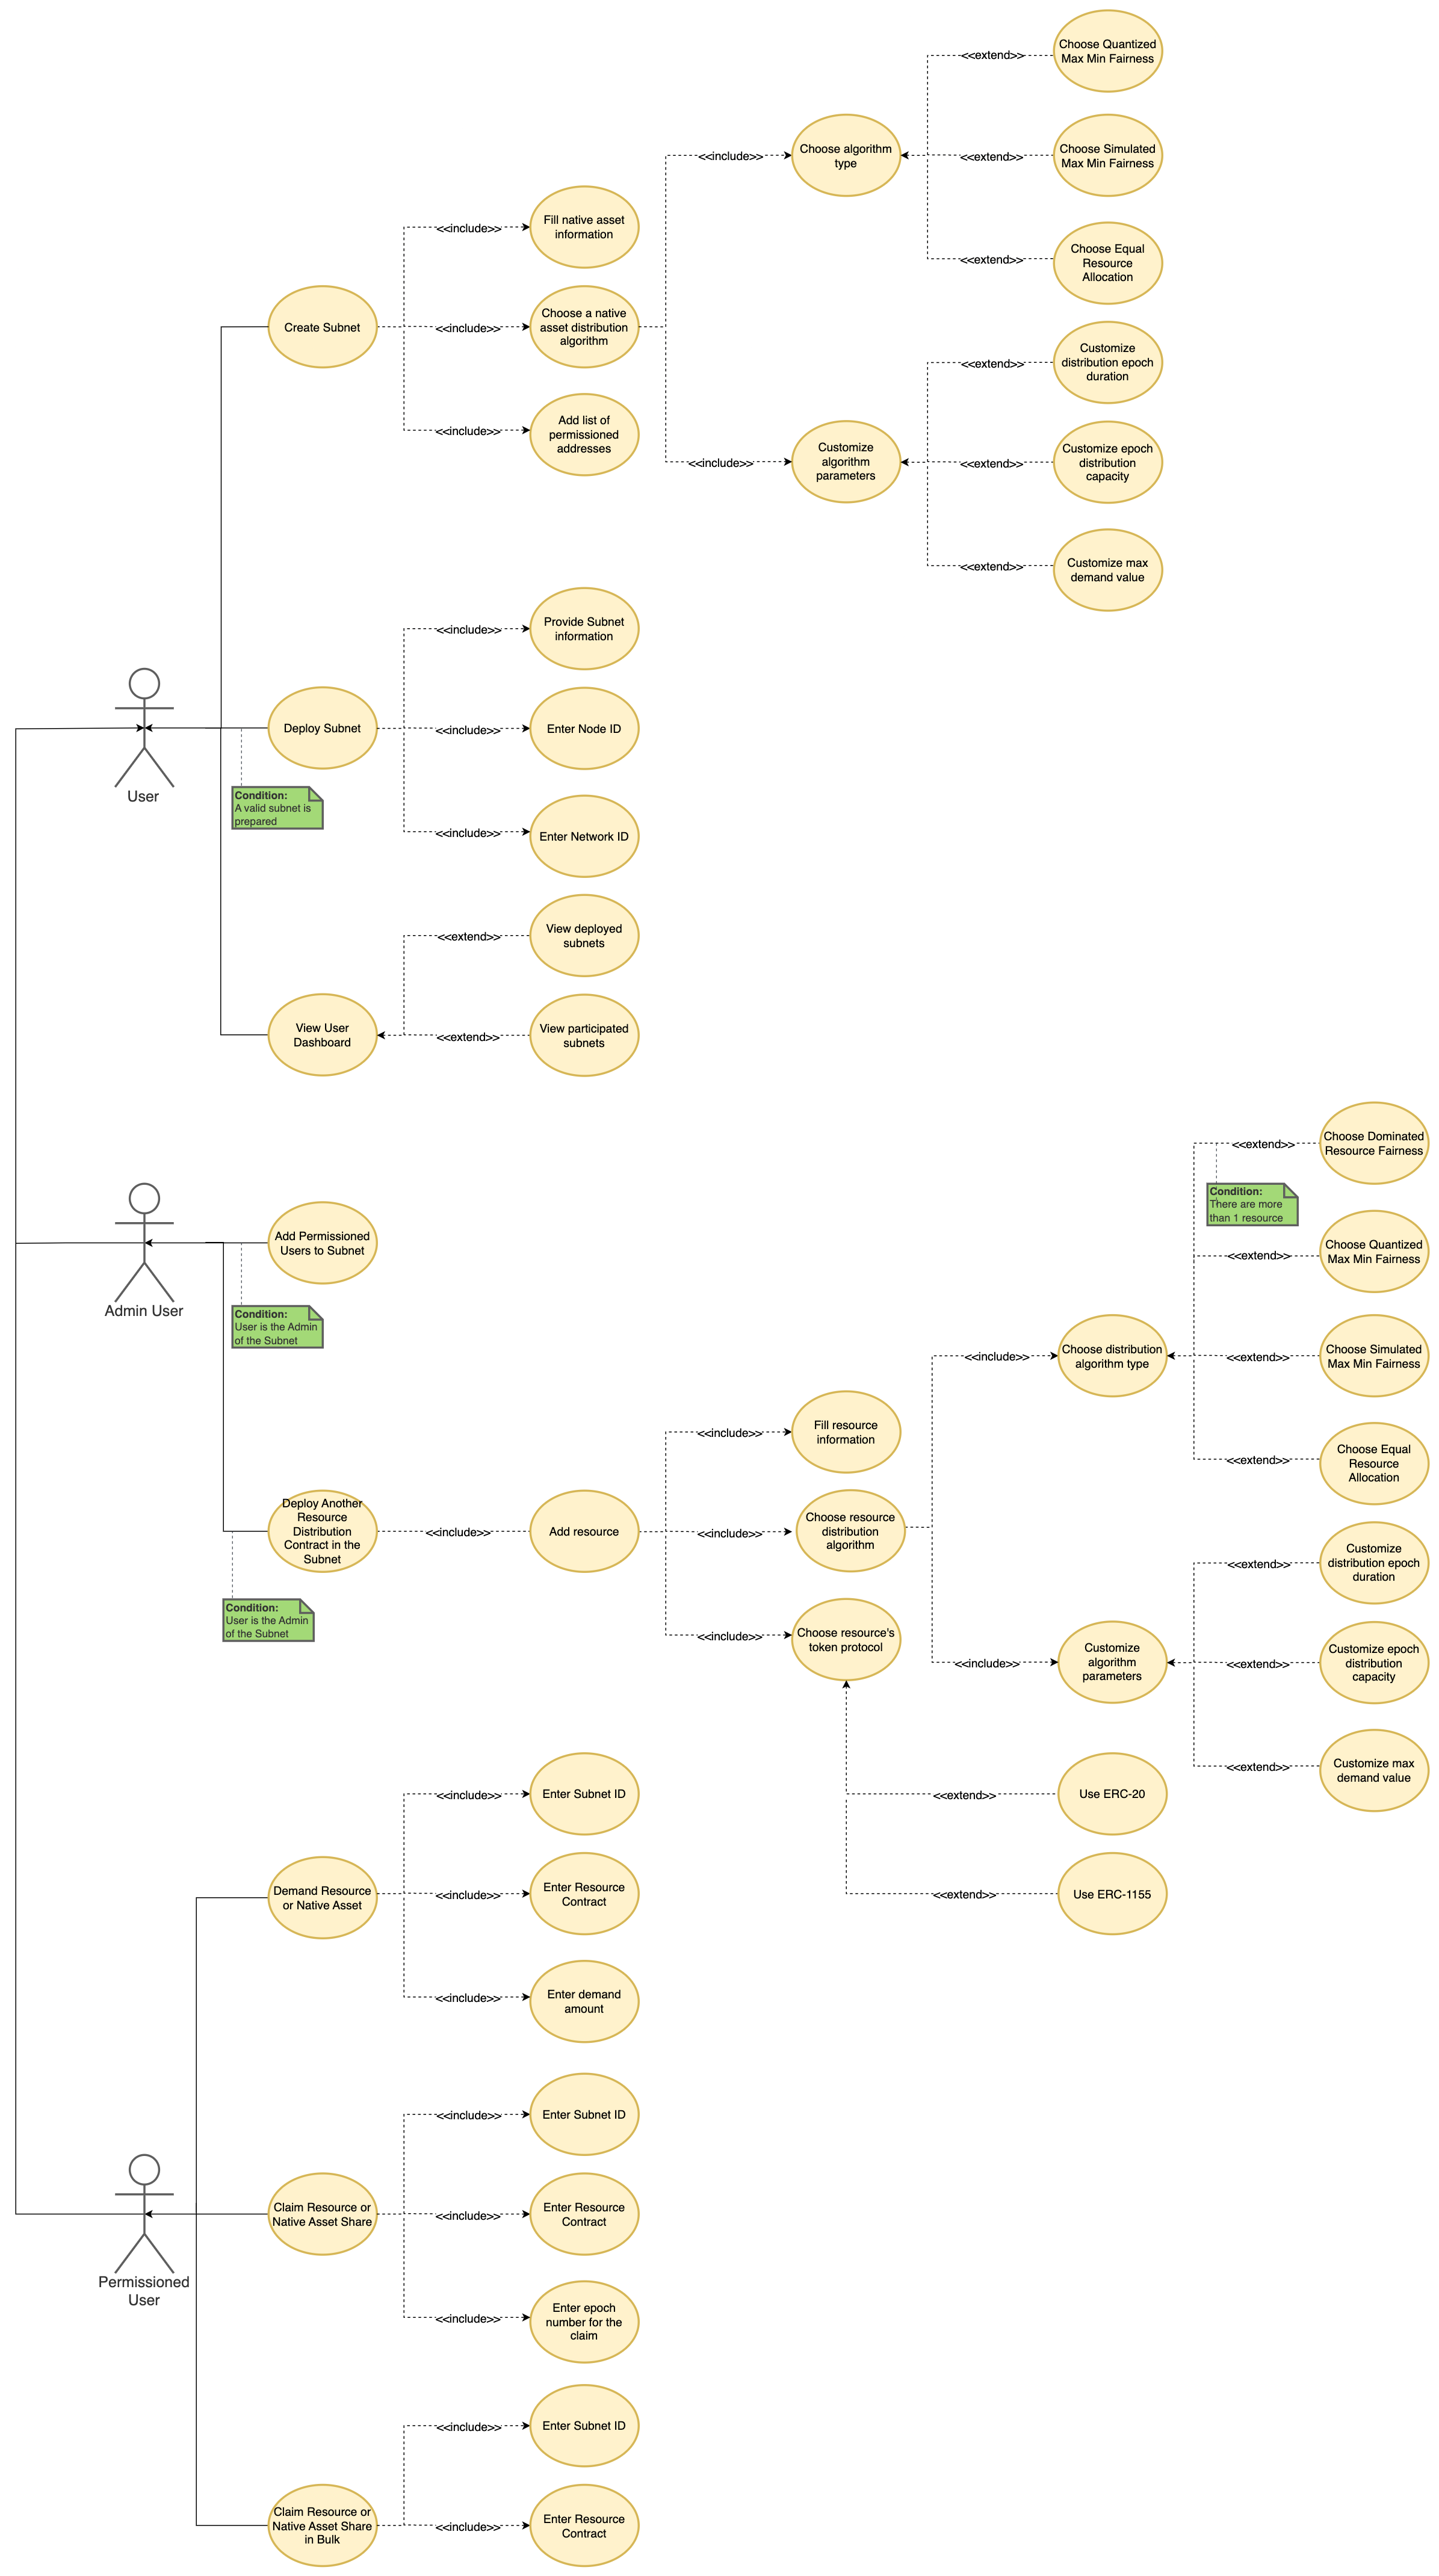 Choose Quantized
Max Min Fairness
<<extend>>
Choose algorithm
type
<<include>>
Choose Simulated
Max Min Fairness
<<extend>>
Fill native asset
information
<<include>>
Choose Equal
Resource
Allocation
<<extend>>
Create Subnet
<<include>>
Choose a native
asset distribution
algorithm
Customize
distribution epoch
duration
<<extend>>
<<include>>
Add list of
permissioned
addresses
<<include>>
Customize
algorithm
parameters
<<extend>>
Customize epoch
distribution
capacity
<<extend>>
Customize max
demand value
<<include>>
Provide Subnet
information
User
Deploy Subnet
<<include>>
Enter Node ID
Condition:
A valid subnet is
prepared
<<include>>
Enter Network ID
<<extend>>
View deployed
subnets
View User
Dashboard
<<extend>>
View participated
subnets
<<extend>>
Choose Dominated
Resource Fairness
Condition:
There are more
than 1 resource
Admin User
Add Permissioned
Users to Subnet
<<extend>>
Choose Quantized
Max Min Fairness
Condition:
User is the Admin
of the Subnet
<<include>>
Choose distribution
algorithm type
<<extend>>
Choose Simulated
Max Min Fairness
<<include>>
Fill resource
information
<<extend>>
Choose Equal
Resource
Allocation
Deploy Another
Resource
Distribution
Contract in the
Subnet
<<include>>
Add resource
<<include>>
Choose resource
distribution
algorithm
<<extend>>
Customize
distribution epoch
duration
Condition:
User is the Admin
of the Subnet
<<include>>
Choose resource's
token protocol
<<include>>
Customize
algorithm
parameters
<<extend>>
Customize epoch
distribution
capacity
<<extend>>
Customize max
demand value
<<include>>
Enter Subnet ID
<<extend>>
Use ERC-20
Demand Resource
or Native Asset
<<include>>
Enter Resource
Contract
<<extend>>
Use ERC-1155
<<include>>
Enter demand
amount
<<include>>
Enter Subnet ID
Permissioned
User
Claim Resource or
Native Asset Share
<<include>>
Enter Resource
Contract
<<include>>
Enter epoch
number for the
claim
<<include>>
Enter Subnet ID
Claim Resource or
Native Asset Share
in Bulk
<<include>>
Enter Resource
Contract